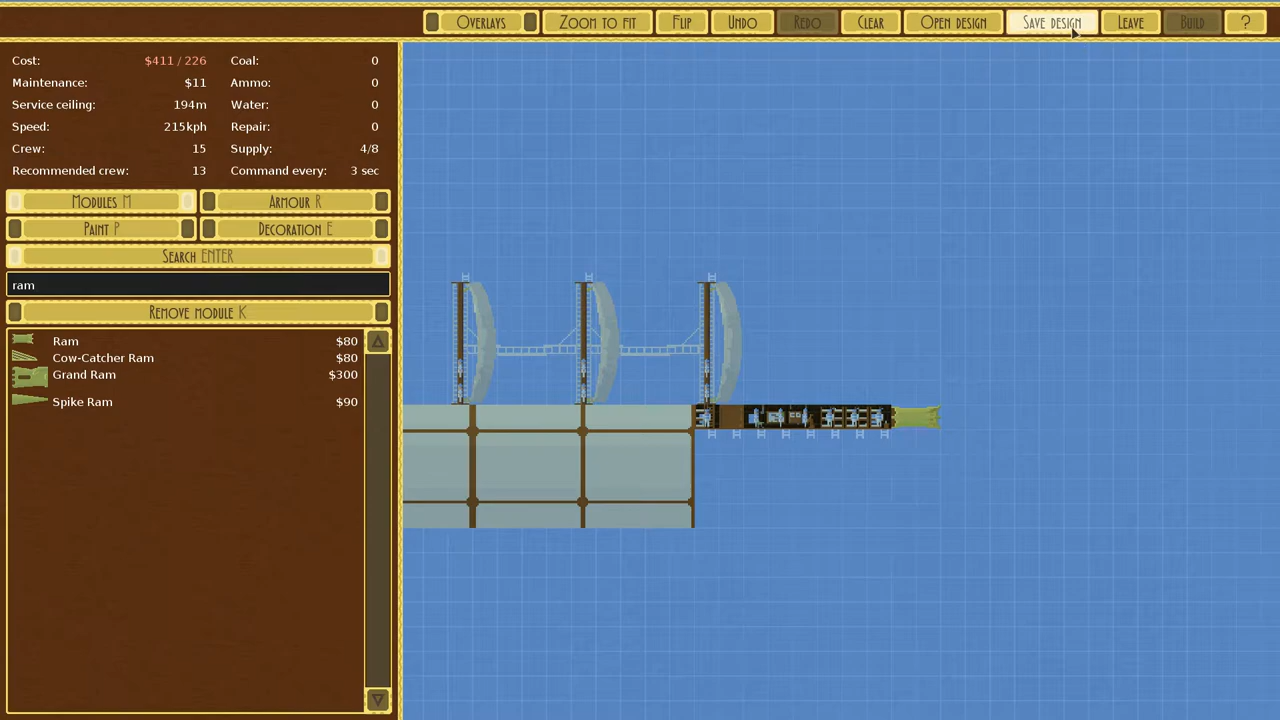 Overlays Zoom to fit Flip Undo Redo Clear Open design Save design Leave Build ?
Cost: $411 / 226 Coal: 0
Maintenance: $11 Ammo: 0
Service ceiling: 194m Water: 0
Speed: 215kph Repair: 0
Crew: 15 Supply: 4/8
Recommended crew: 13 Command every: 3 sec
Modules M Armour R
Paint P Decoration E
Search ENTER
ram
Remove module K
Ram $80
Cow-Catcher Ram $80
Grand Ram $300
Spike Ram $90